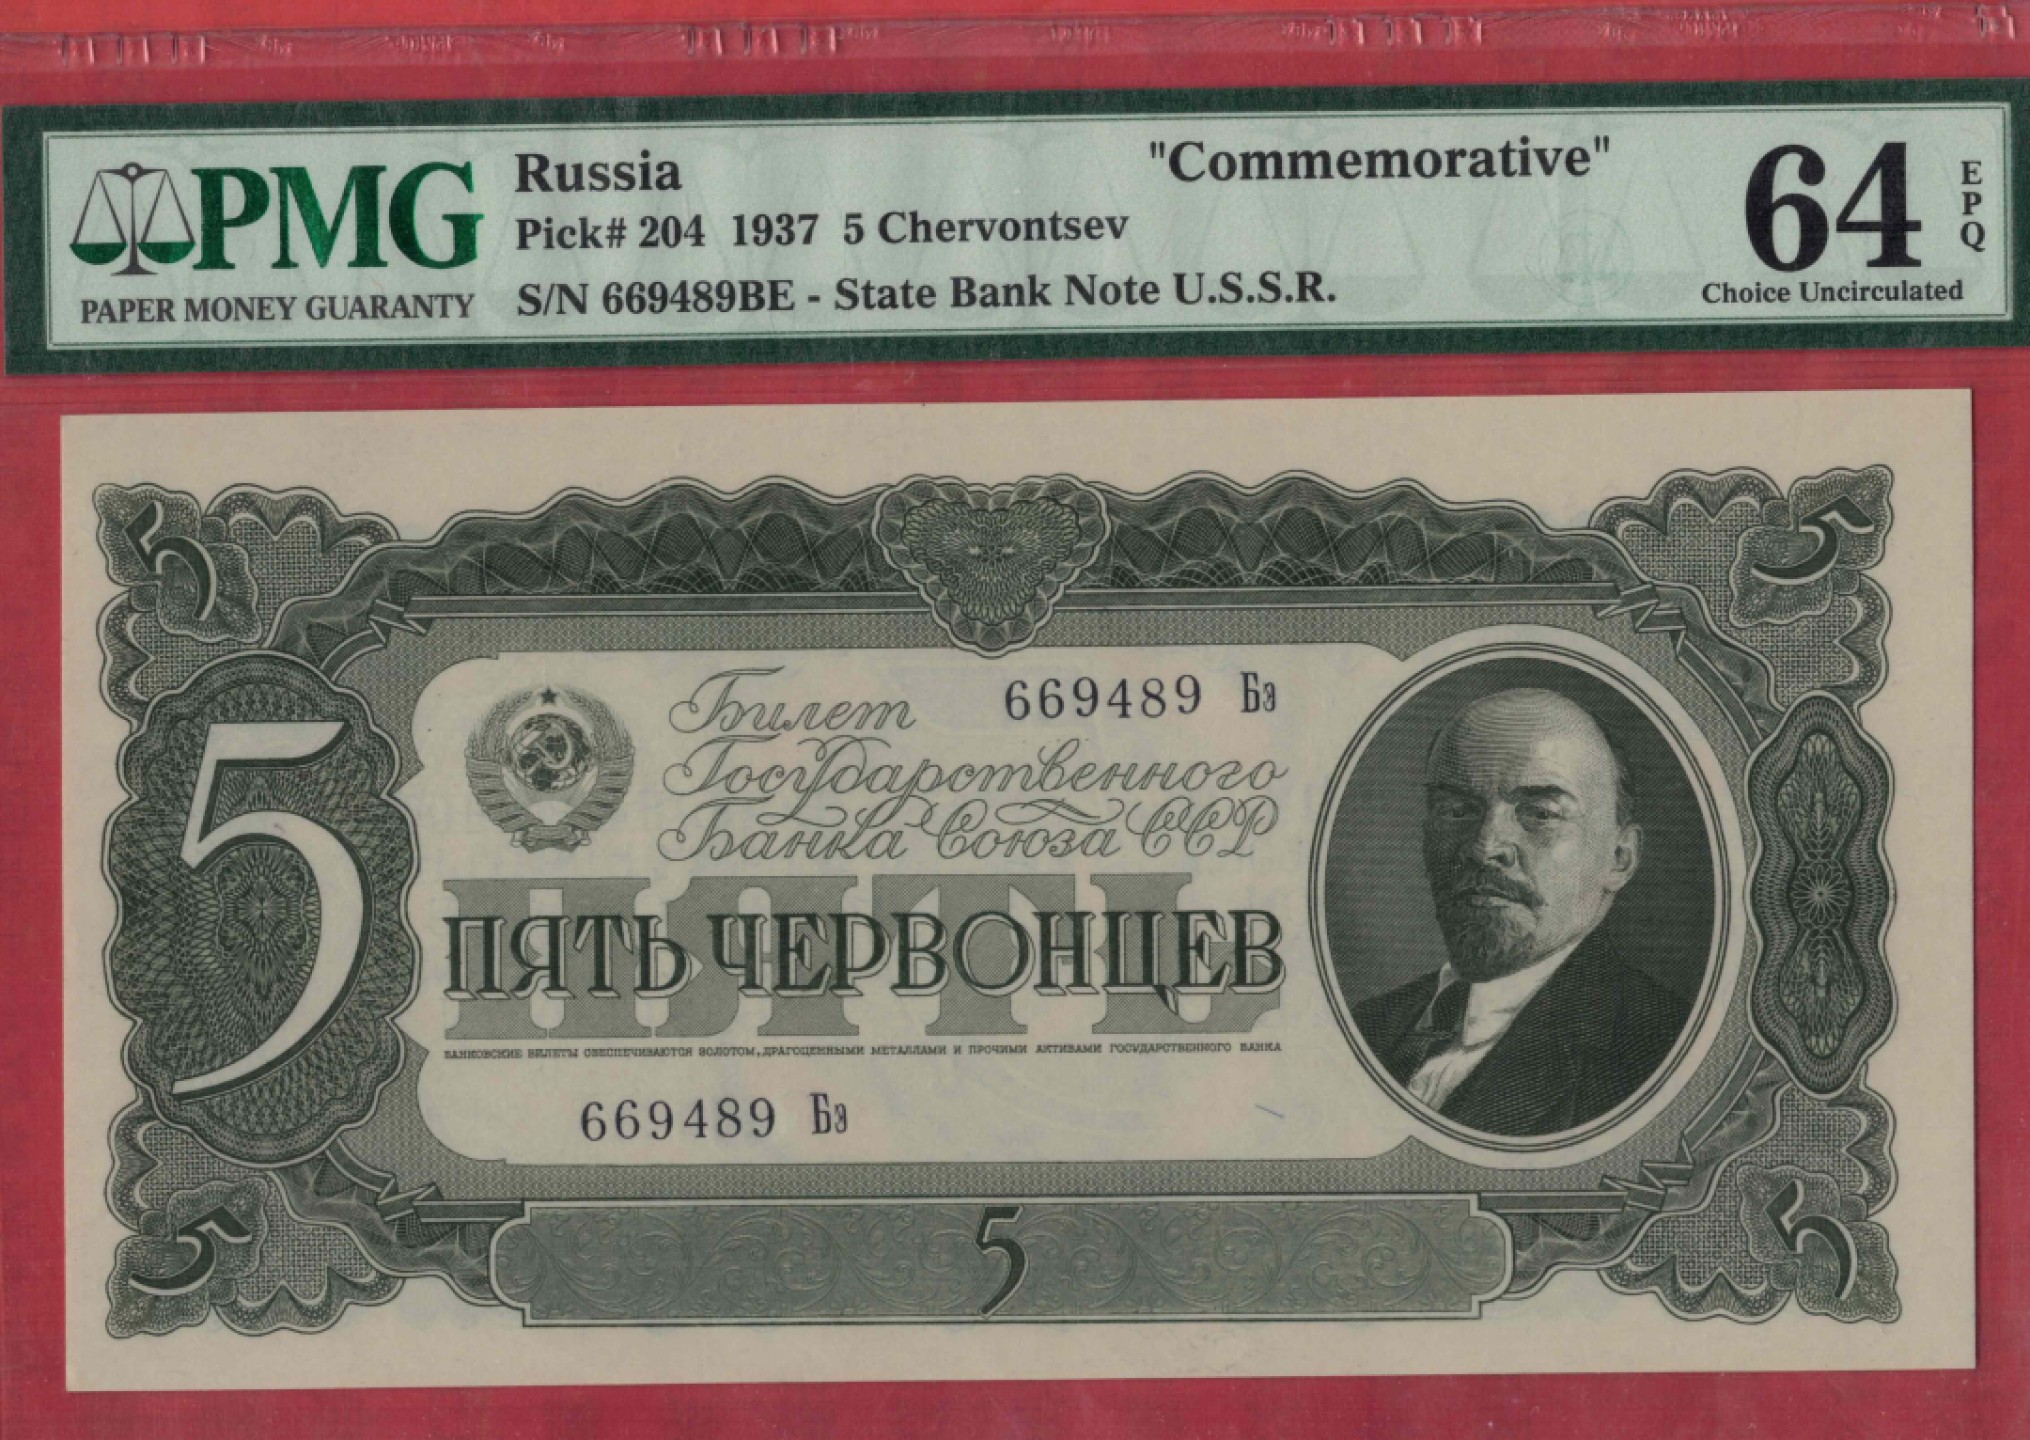 PMG
PAPER MONEY GUARANTY
Russia
Pick# 204 1937 5 Chervontsev
S/N 669489BE - State Bank Note U.S.S.R.
"Commemorative"
64
EPQ
Choice Uncirculated
5
5
5
Билет
669489 Бэ
Государственного
Банка Союза ССР
ПЯТЬ
ПЯТЬ ЧЕРВОНЦЕВ
БАНКОВСКИЕ БИЛЕТЫ ОБЕСПЕЧИВАЮТСЯ ЗОЛОТОМ, ДРАГОЦЕННЫМИ МЕТАЛЛАМИ И ПРОЧИМИ АКТИВАМИ ГОСУДАРСТВЕННОГО БАНКА
669489 Бэ
5
5
5